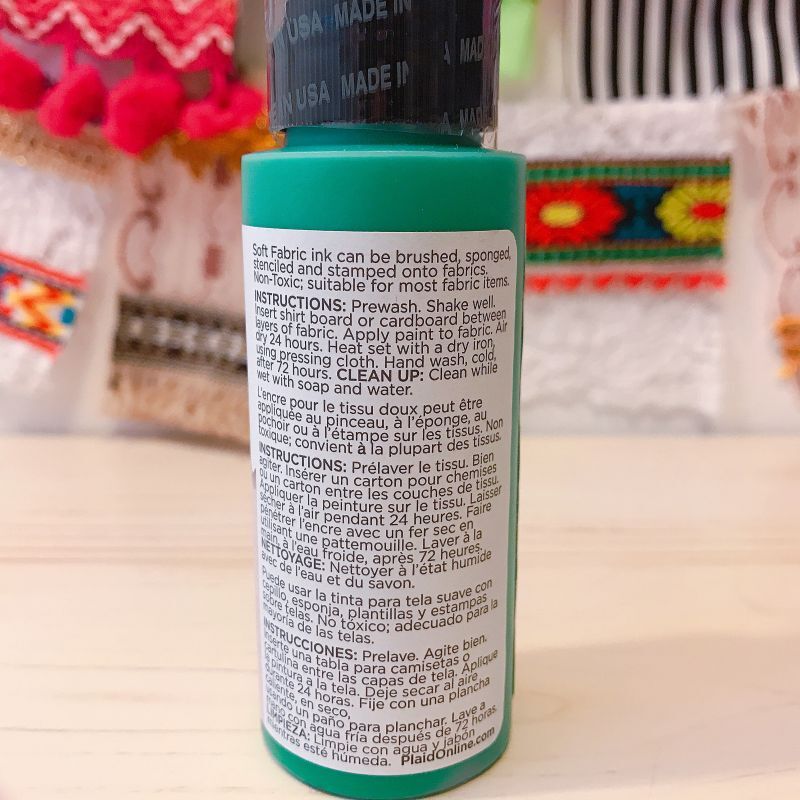 N USA MADE IN
IN USA MADE IN MAD
Soft Fabric ink can be brushed, sponged,
stenciled and stamped onto fabrics.
Non-Toxic; suitable for most fabric items.
INSTRUCTIONS: Prewash. Shake well.
Insert shirt board or cardboard between
layers of fabric. Apply paint to fabric. Air
dry 24 hours. Heat set with a dry iron,
using pressing cloth. Hand wash, cold,
after 72 hours. CLEAN UP: Clean while
wet with soap and water.
L'encre pour le tissu doux peut être
appliquée au pinceau, à l'éponge, au
pochoir ou à l'étampe sur les tissus. Non
toxique; convient à la plupart des tissus.
INSTRUCTIONS: Prélaver le tissu. Bien
agiter. Insérer un carton pour chemises
ou un carton entre les couches de tissu.
Appliquer la peinture sur le tissu. Laisser
sécher à l'air pendant 24 heures. Faire
pénétrer l'encre avec un fer sec en
utilisant une pattemouille. Laver à la
main, à l'eau froide, après 72 heures.
NETTOYAGE: Nettoyer à l'état humide
avec de l'eau et du savon.
Puede usar la tinta para tela suave con
cepillo, esponja, plantillas y estampas
sobre telas. No tóxico; adecuado para la
mayoría de las telas.
INSTRUCCIONES: Prelave. Agite bien.
Inserte una tabla para camisetas o
cartulina entre las capas de tela. Aplique
la pintura a la tela. Deje secar al aire
durante 24 horas. Fije con una plancha
caliente, en seco,
usando un paño para planchar. Lave a
mano con agua fría después de 72 horas.
LIMPIEZA: Limpie con agua y jabón
mientras esté húmeda. PlaidOnline.com